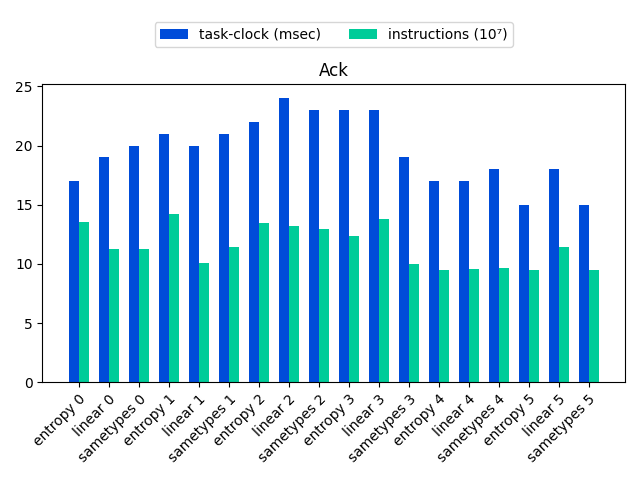 task-clock (msec) instructions (10⁷)
Ack
25
20
15
10
5
0
entropy 0
linear 0
sametypes 0
entropy 1
linear 1
sametypes 1
entropy 2
linear 2
sametypes 2
entropy 3
linear 3
sametypes 3
entropy 4
linear 4
sametypes 4
entropy 5
linear 5
sametypes 5